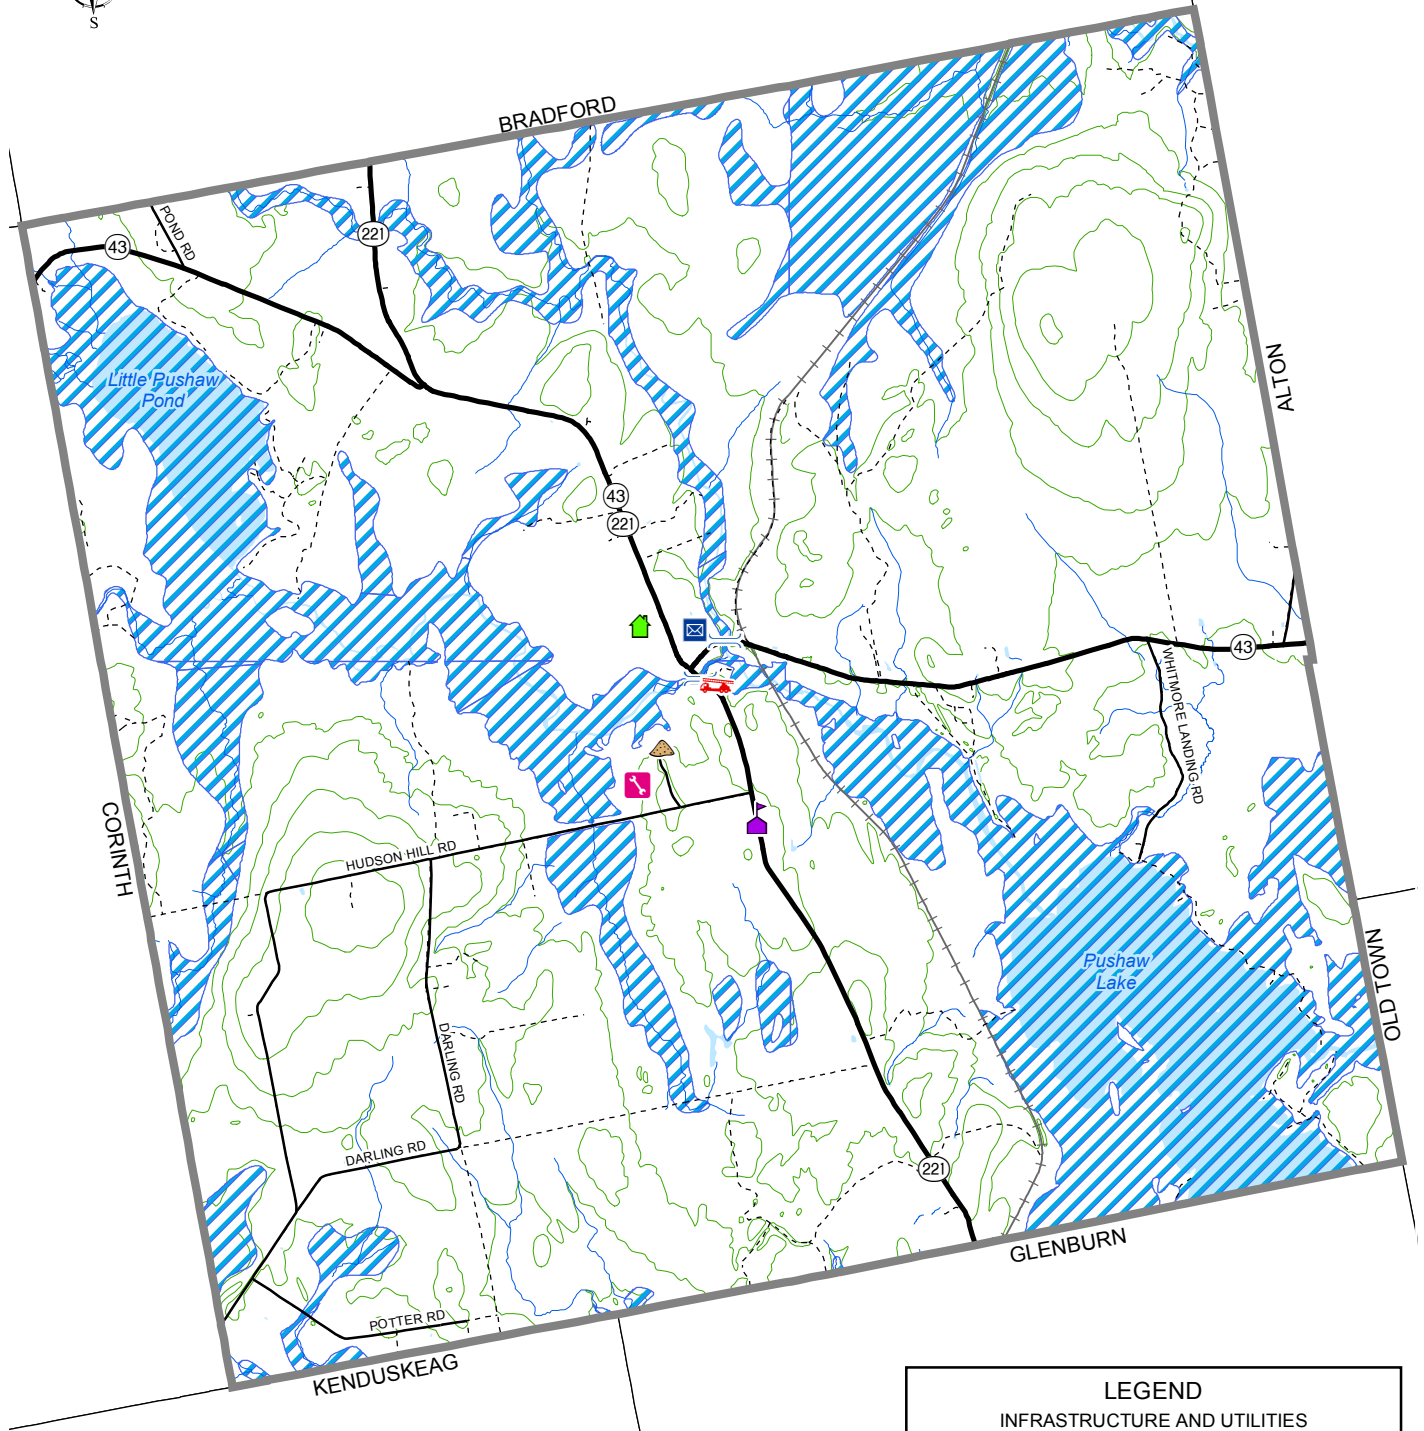 S
BRADFORD
POND RD
43
221
Little Pushaw
Pond
ALTON
43
221
43
WHITMORE LANDING RD
CORINTH
HUDSON HILL RD
Pushaw
Lake
OLD TOWN
DARLING RD
DARLING RD
221
GLENBURN
POTTER RD
KENDUSKEAG
LEGEND
INFRASTRUCTURE AND UTILITIES